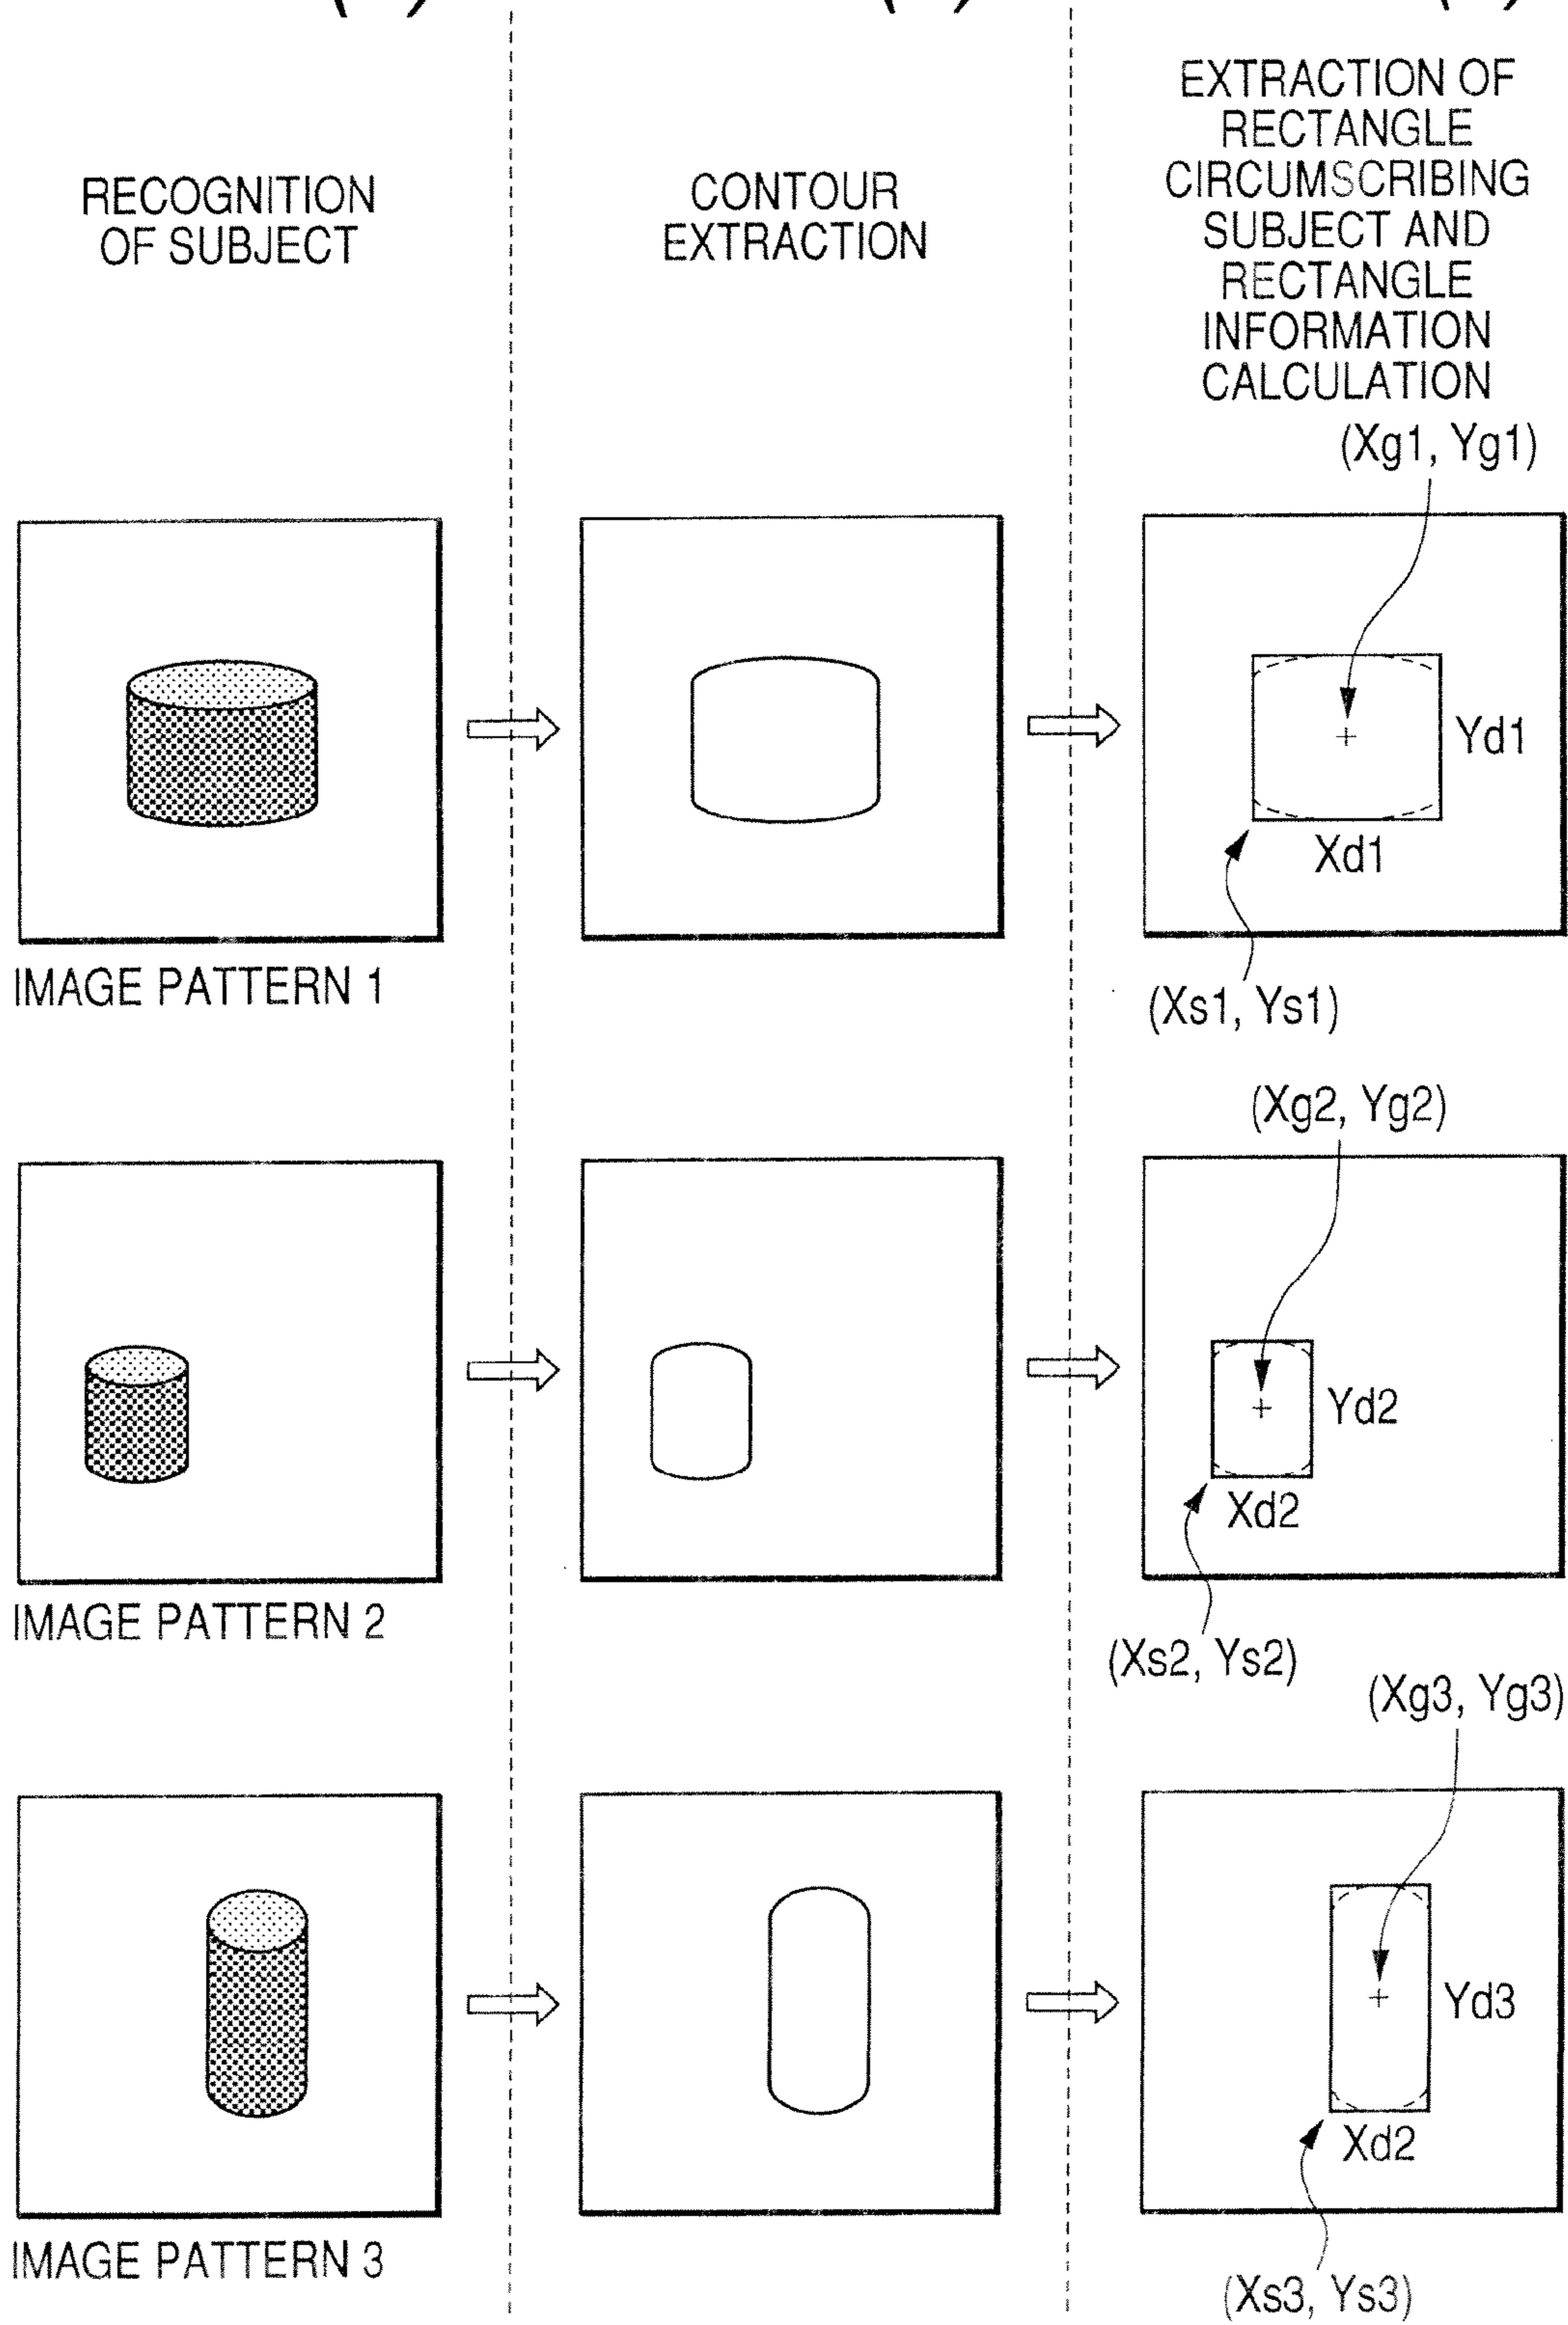 RECOGNITION
OF SUBJECT
CONTOUR
EXTRACTION
EXTRACTION OF
RECTANGLE
CIRCUMSCRIBING
SUBJECT AND
RECTANGLE
INFORMATION
CALCULATION
(Xg1, Yg1)
Yd1
Xd1
IMAGE PATTERN 1
(Xs1, Ys1)
(Xg2, Yg2)
Yd2
Xd2
IMAGE PATTERN 2
(Xs2, Ys2)
(Xg3, Yg3)
Yd3
Xd2
IMAGE PATTERN 3
(Xs3, Ys3)